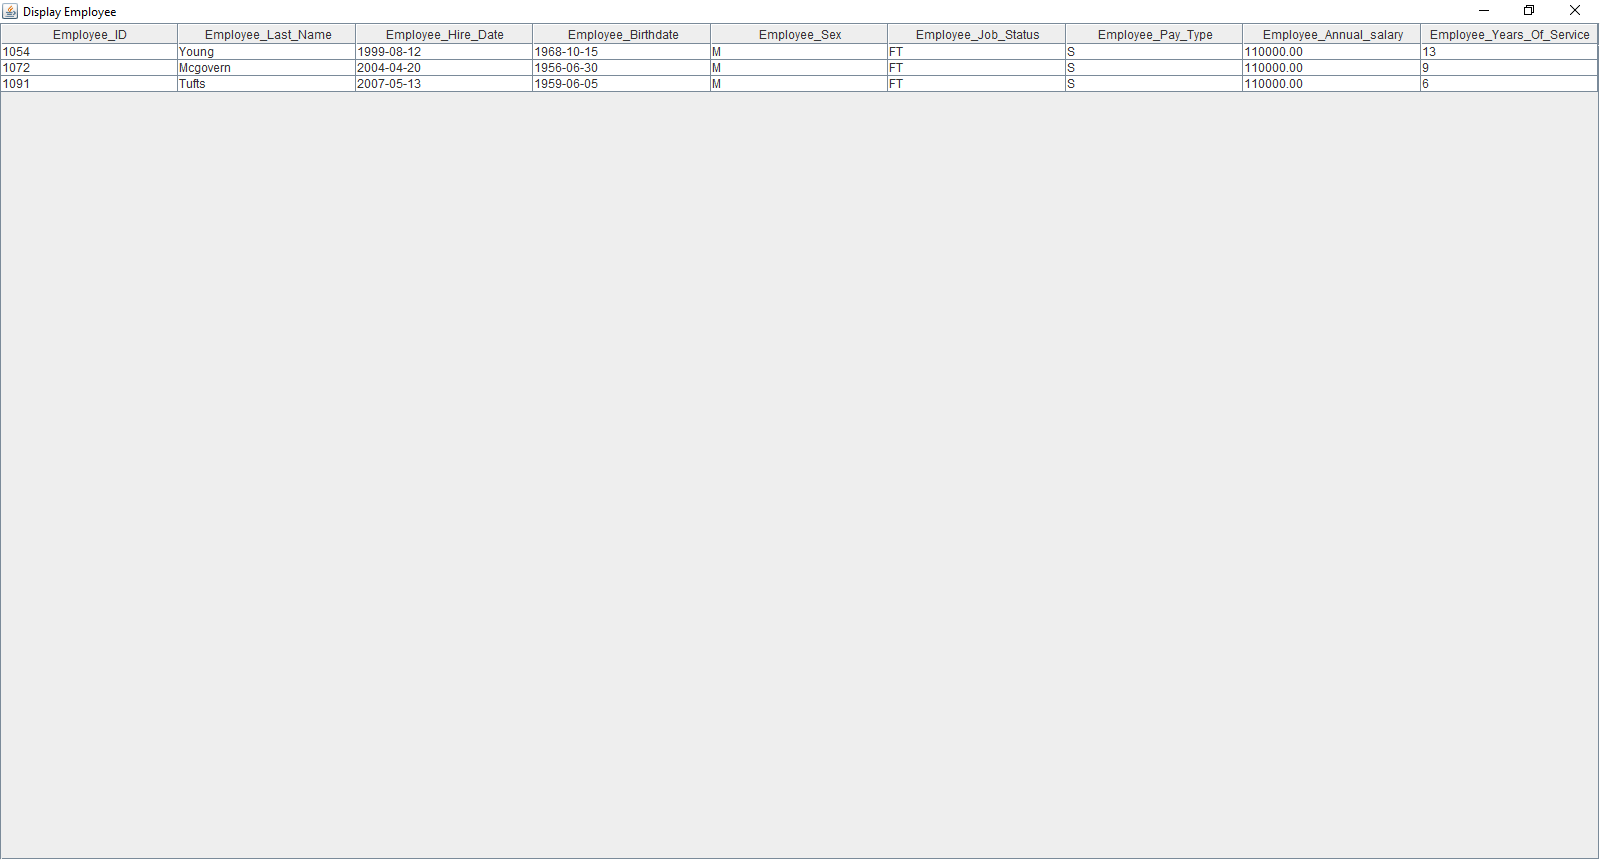 Display Employee
Employee_ID Employee_Last_Name Employee_Hire_Date Employee_Birthdate Employee_Sex Employee_Job_Status Employee_Pay_Type Employee_Annual_salary Employee_Years_Of_Service
1054 Young 1999-08-12 1968-10-15 M FT S 110000.00 13
1072 Mcgovern 2004-04-20 1956-06-30 M FT S 110000.00 9
1091 Tufts 2007-05-13 1959-06-05 M FT S 110000.00 6